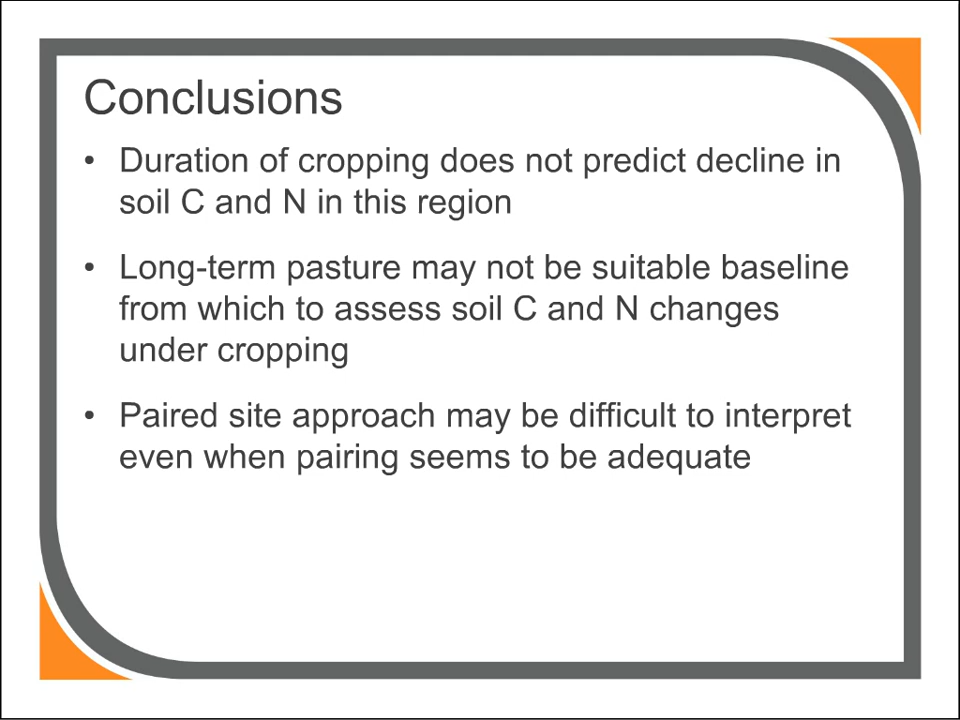 Conclusions
• Duration of cropping does not predict decline in
soil C and N in this region
• Long-term pasture may not be suitable baseline
from which to assess soil C and N changes
under cropping
• Paired site approach may be difficult to interpret
even when pairing seems to be adequate